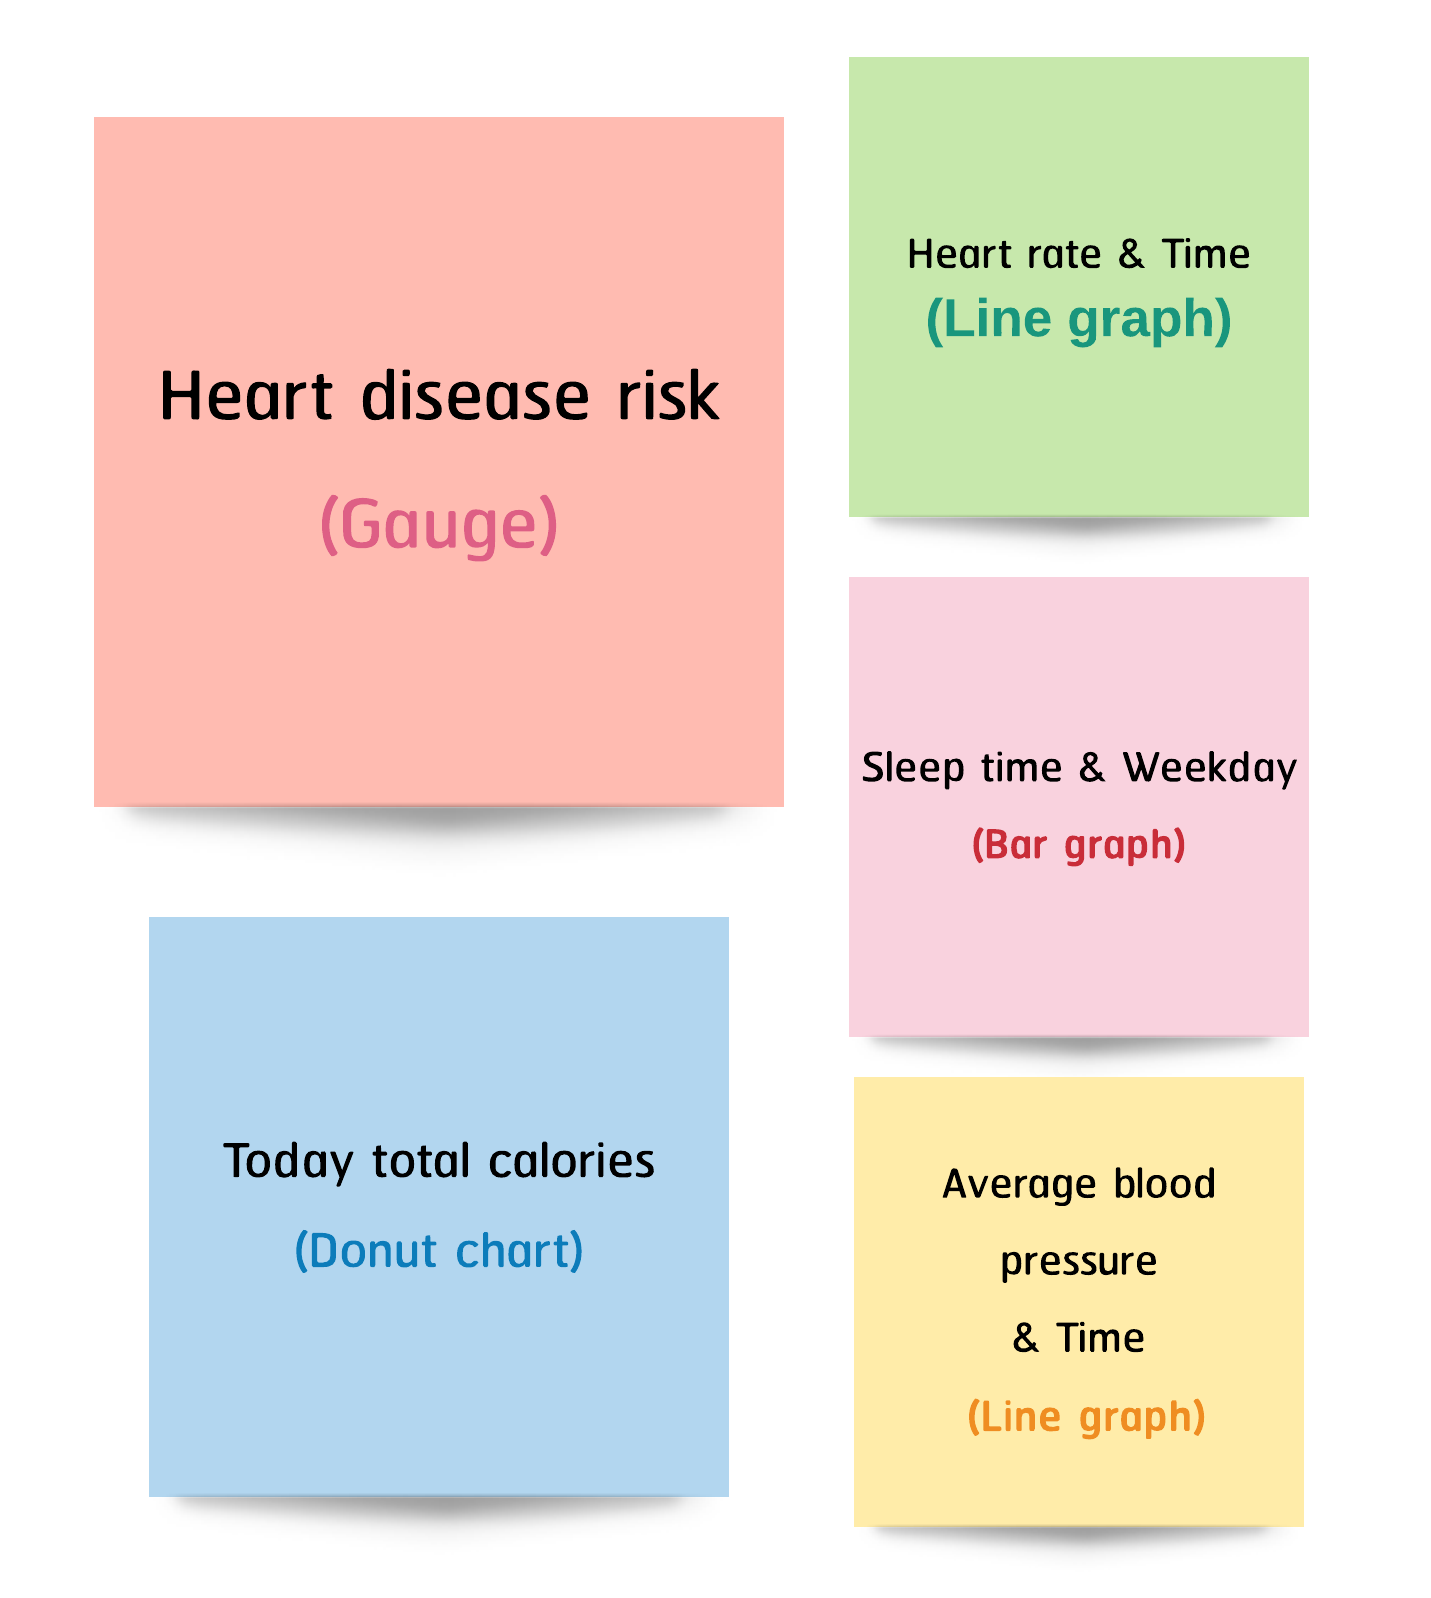 Heart disease risk
(Gauge)
Today total calories
(Donut chart)
Heart rate & Time
(Line graph)
Sleep time & Weekday
(Bar graph)
Average blood
pressure
& Time
(Line graph)